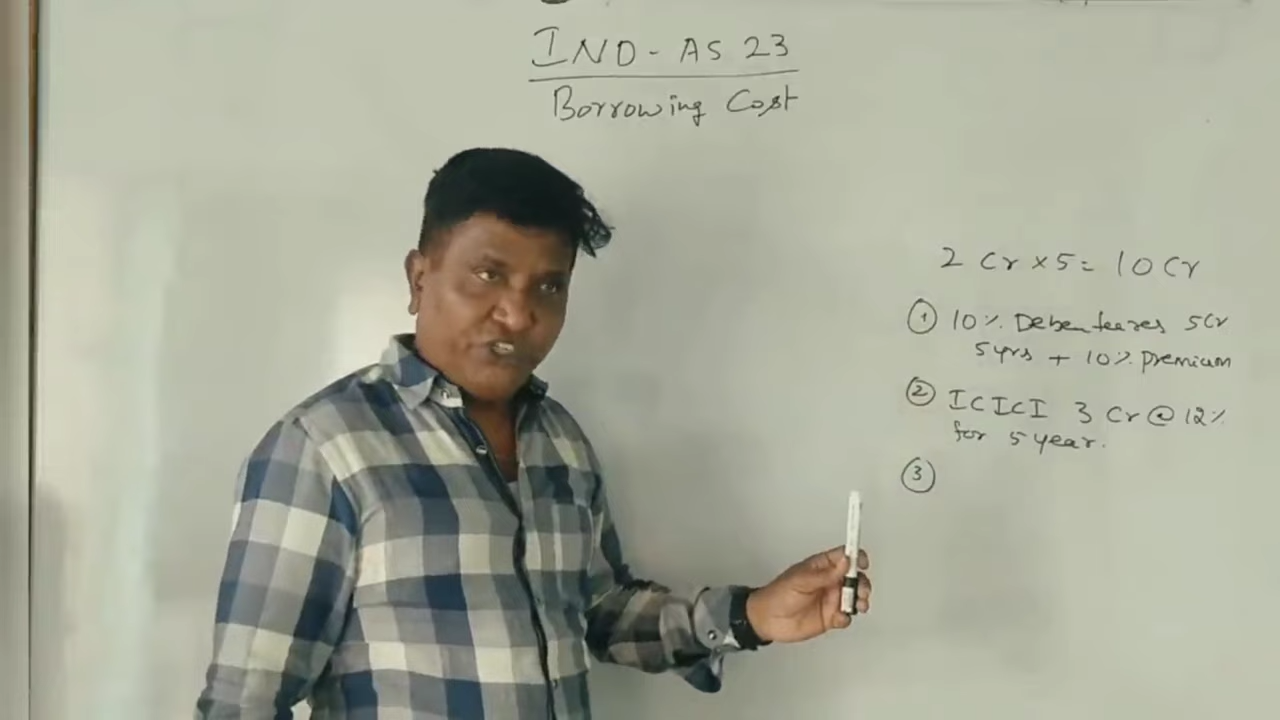 IND - AS 23
Borrowing Cost
2 Cr × 5 = 10 Cr
① 10% Debenteares 5Cr
5yrs + 10% Premium
② ICICI 3 Cr @ 12%
for 5 year.
③